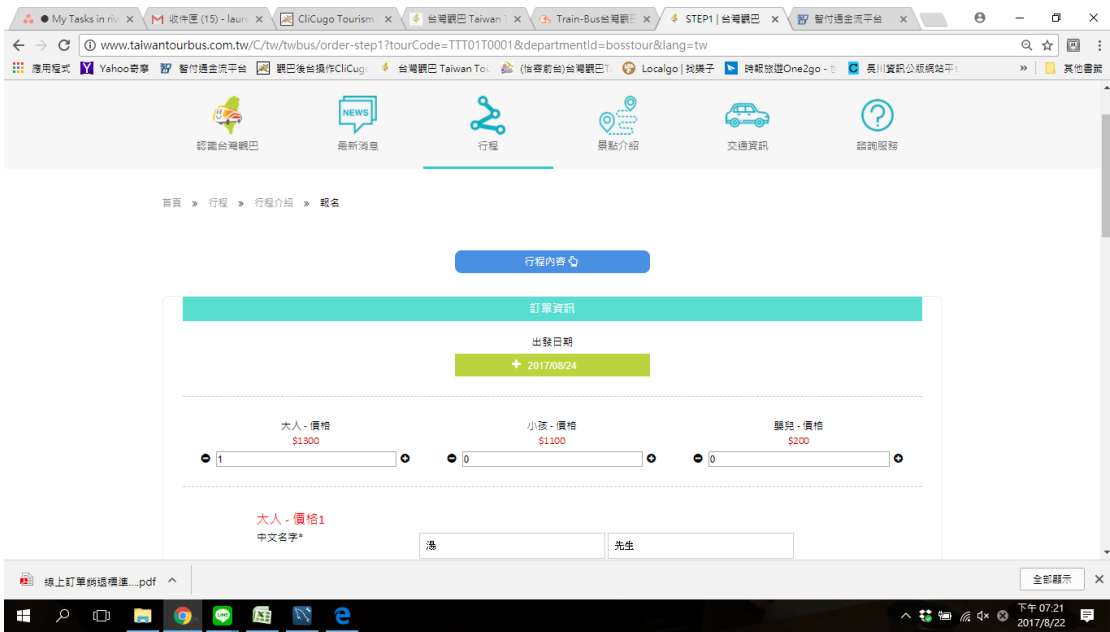 My Tasks in riv
收件匣 (15) - laur
CliCugo Tourism
台灣觀巴 Taiwan
Train-Bus台灣觀
STEP1 | 台灣觀巴
智付通金流平台
www.taiwantourbus.com.tw/C/tw/twbus/order-step1?tourCode=TTT01T0001&departmentId=bosstour&lang=tw
應用程式
Yahoo奇摩
智付通金流平台
觀巴後台操作CliCug
台灣觀巴 Taiwan Tou
(怡容前台)台灣觀巴T
Localgo | 找樂子
時報旅遊One2go -
長川資訊公版網站平
»
其他書籤
NEWS
認識台灣觀巴
最新消息
行程
景點介紹
交通資訊
諮詢服務
首頁 » 行程 » 行程介紹 » 報名
行程內容
訂單資訊
出發日期
+ 2017/08/24
大人 - 價格
小孩 - 價格
嬰兒 - 價格
$1300
$1100
$200
1
0
0
大人 - 價格1
中文名字*
湯
先生
線上訂單銷退標準....pdf
全部顯示
下午 07:21
2017/8/22